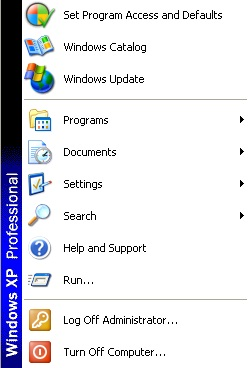 Set Program Access and Defaults
Windows Catalog
Windows Update
Programs
Documents
Settings
Search
Help and Support
Run...
Log Off Administrator...
Turn Off Computer...
Windows XP Professional